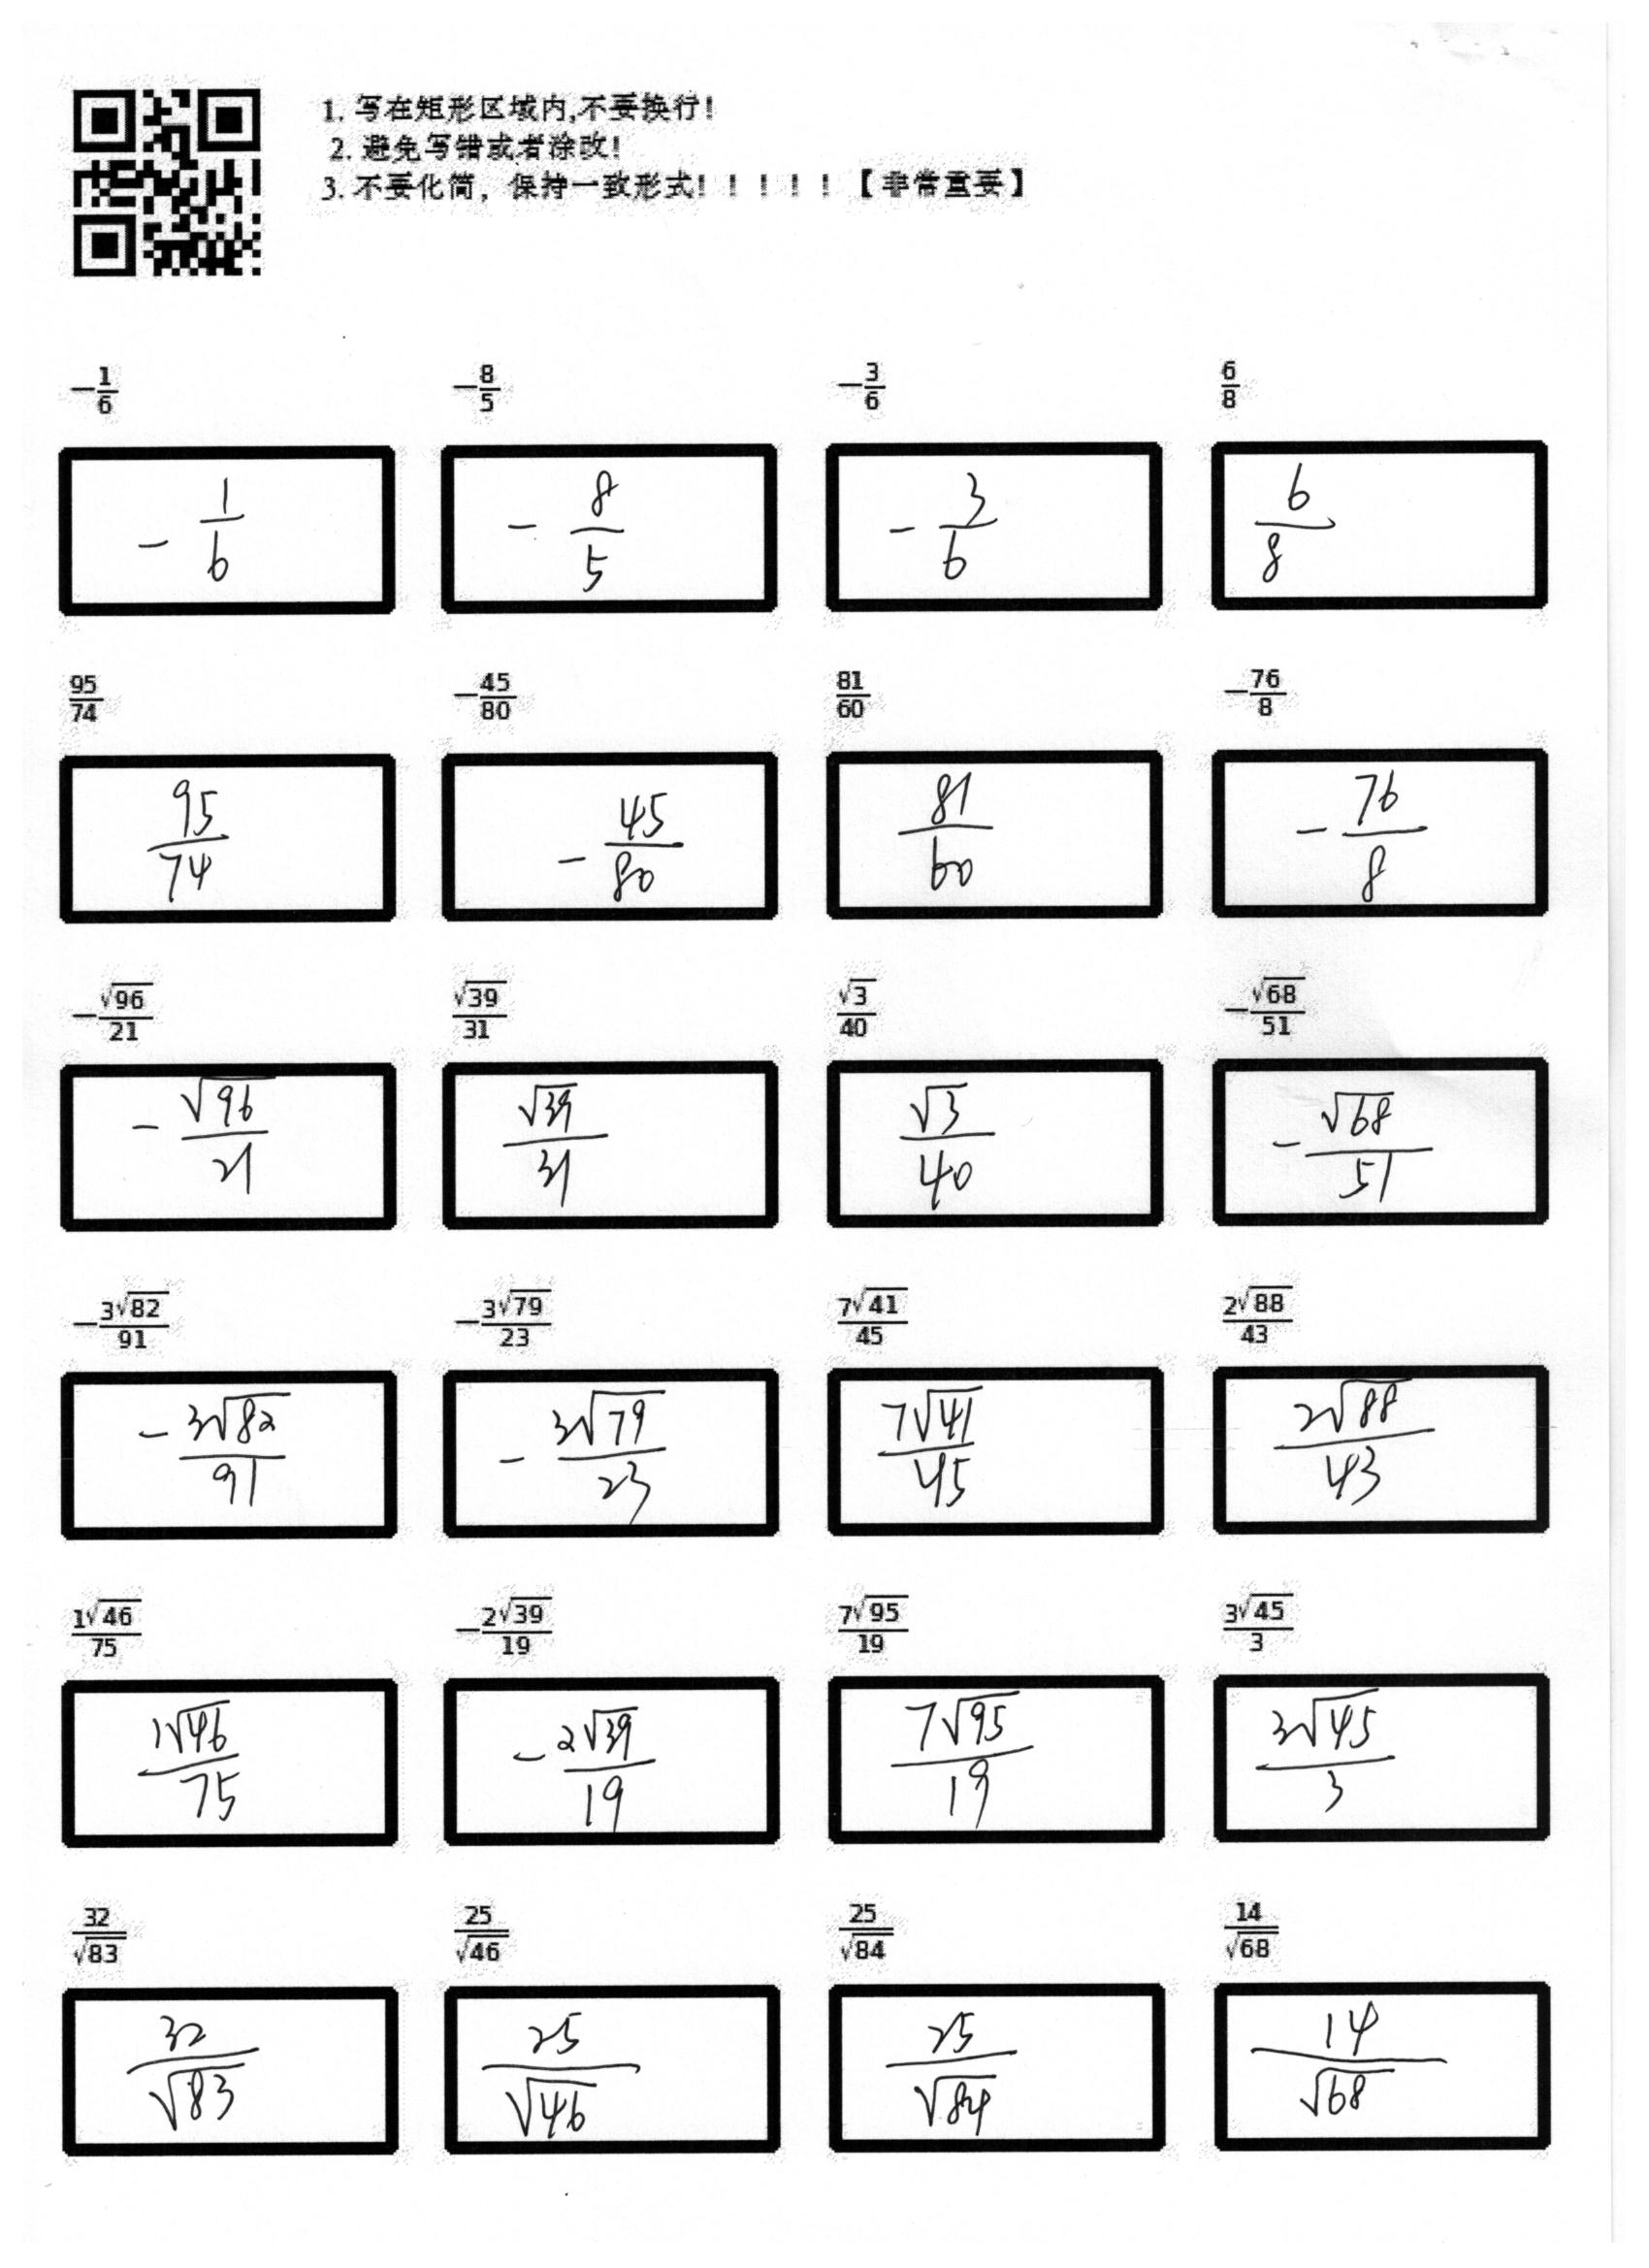 1. 写在矩形区域内,不要换行!
2. 避免写错或者涂改!
3. 不要化简，保持一致形式！！！！！【非常重要】
$-\frac{1}{6}$ $-\frac{8}{5}$ $-\frac{3}{6}$ $\frac{6}{8}$
$-\frac{1}{6}$ $-\frac{8}{5}$ $-\frac{3}{6}$ $\frac{6}{8}$
$\frac{95}{74}$ $-\frac{45}{80}$ $\frac{81}{60}$ $-\frac{76}{8}$
$\frac{95}{74}$ $-\frac{45}{80}$ $\frac{81}{60}$ $-\frac{76}{8}$
$-\frac{\sqrt{96}}{21}$ $\frac{\sqrt{39}}{31}$ $\frac{\sqrt{3}}{40}$ $-\frac{\sqrt{68}}{51}$
$-\frac{\sqrt{96}}{21}$ $\frac{\sqrt{39}}{31}$ $\frac{\sqrt{3}}{40}$ $-\frac{\sqrt{68}}{51}$
$-\frac{3\sqrt{82}}{91}$ $-\frac{3\sqrt{79}}{23}$ $\frac{7\sqrt{41}}{45}$ $\frac{2\sqrt{88}}{43}$
$-\frac{3\sqrt{82}}{91}$ $-\frac{3\sqrt{79}}{23}$ $\frac{7\sqrt{41}}{45}$ $\frac{2\sqrt{88}}{43}$
$\frac{1\sqrt{46}}{75}$ $-\frac{2\sqrt{39}}{19}$ $\frac{7\sqrt{95}}{19}$ $\frac{3\sqrt{45}}{3}$
$\frac{1\sqrt{46}}{75}$ $-\frac{2\sqrt{39}}{19}$ $\frac{7\sqrt{95}}{19}$ $\frac{3\sqrt{45}}{3}$
$\frac{32}{\sqrt{83}}$ $\frac{25}{\sqrt{46}}$ $\frac{25}{\sqrt{84}}$ $\frac{14}{\sqrt{68}}$
$\frac{32}{\sqrt{83}}$ $\frac{25}{\sqrt{46}}$ $\frac{25}{\sqrt{84}}$ $\frac{14}{\sqrt{68}}$